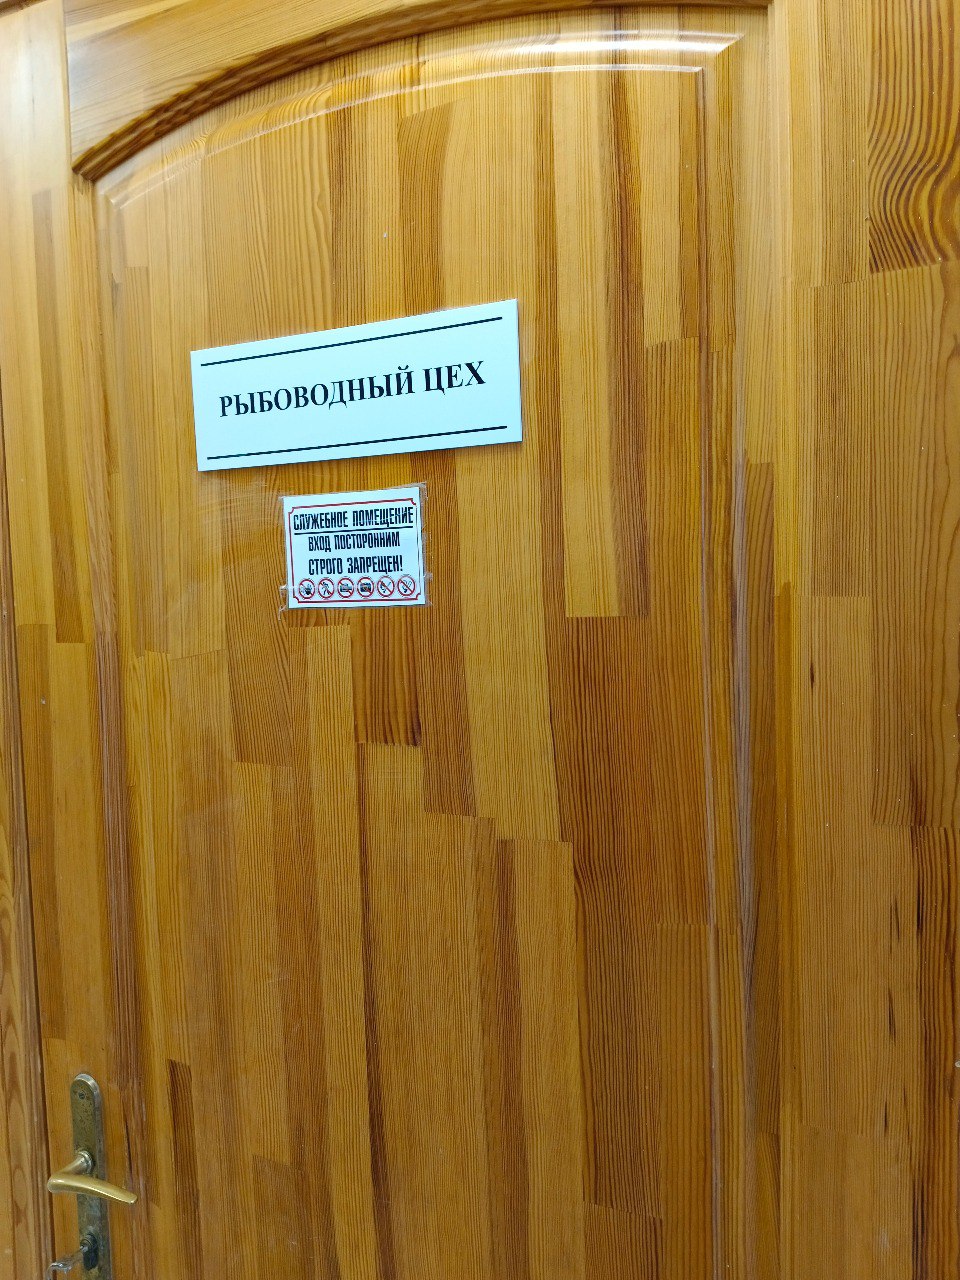 РЫБОВОДНЫЙ ЦЕХ
СЛУЖЕБНОЕ ПОМЕЩЕНИЕ
ВХОД ПОСТОРОННИМ
СТРОГО ЗАПРЕЩЕН!